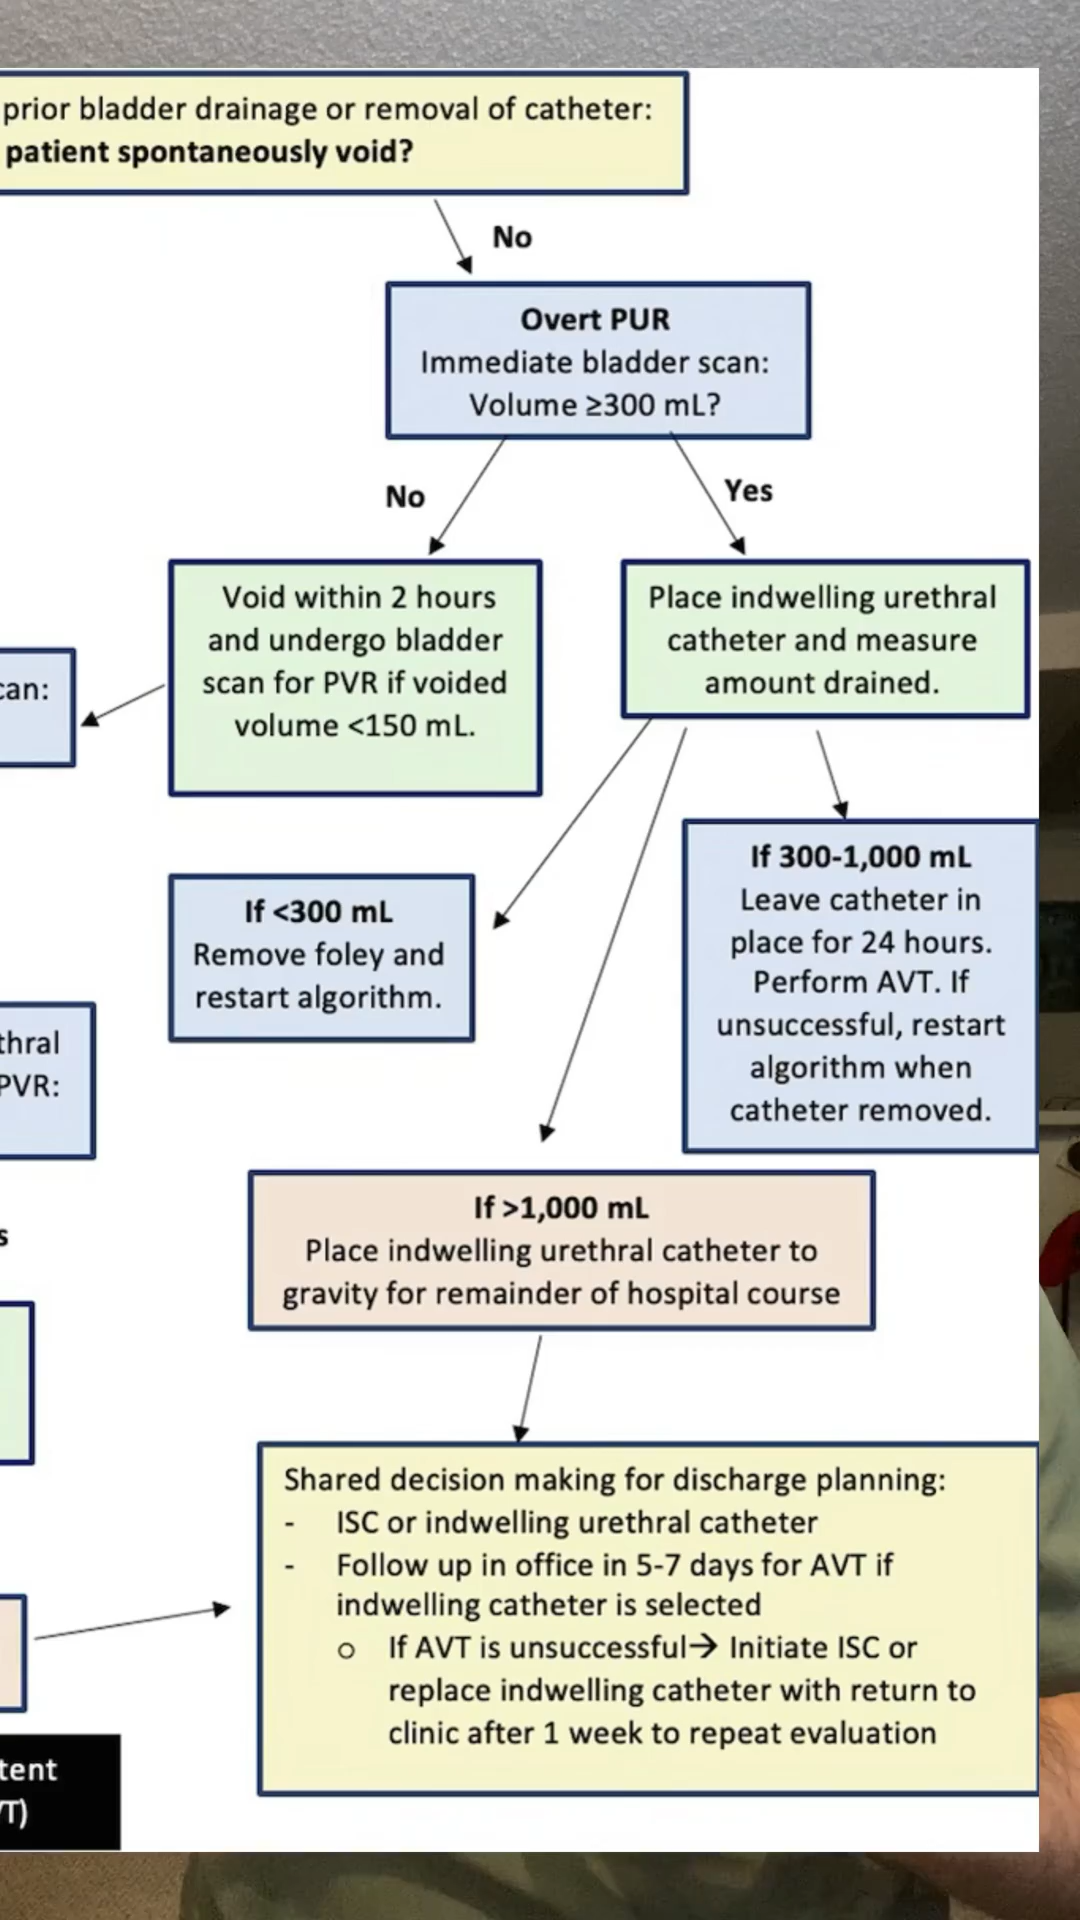 prior bladder drainage or removal of catheter:
patient spontaneously void?
No
Overt PUR
Immediate bladder scan:
Volume ≥300 mL?
No
Yes
Void within 2 hours
and undergo bladder
scan for PVR if voided
volume <150 mL.
Place indwelling urethral
catheter and measure
amount drained.
can:
If <300 mL
Remove foley and
restart algorithm.
If 300-1,000 mL
Leave catheter in
place for 24 hours.
Perform AVT. If
unsuccessful, restart
algorithm when
catheter removed.
thral
PVR:
s
If >1,000 mL
Place indwelling urethral catheter to
gravity for remainder of hospital course
Shared decision making for discharge planning:
- ISC or indwelling urethral catheter
- Follow up in office in 5-7 days for AVT if
indwelling catheter is selected
o If AVT is unsuccessful→ Initiate ISC or
replace indwelling catheter with return to
clinic after 1 week to repeat evaluation
tent
T)